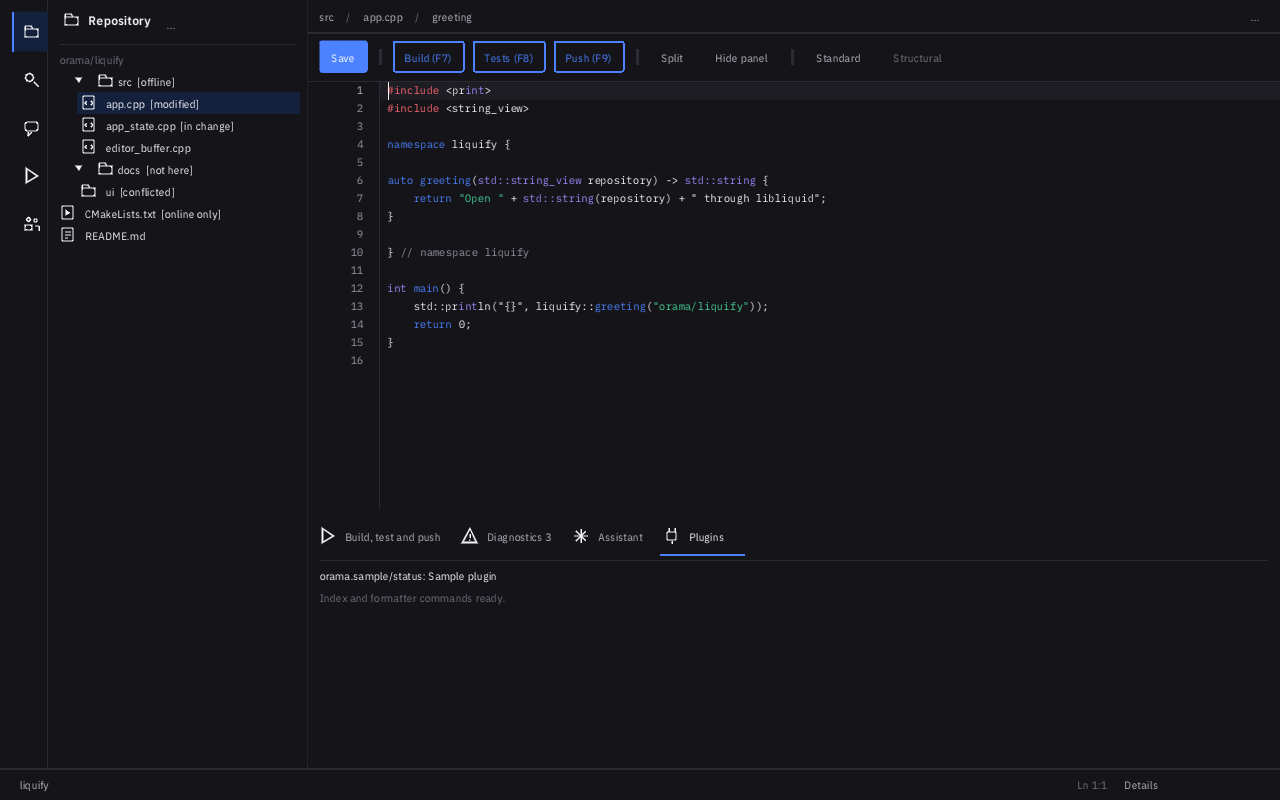 Repository ...
orama/liquify
src [offline]
app.cpp [modified]
app_state.cpp [in change]
editor_buffer.cpp
docs [not here]
ui [conflicted]
CMakeLists.txt [online only]
README.md
src / app.cpp / greeting ...
Save Build (F7) Tests (F8) Push (F9) Split Hide panel Standard Structural
1 #include <print>
2 #include <string_view>
3
4 namespace liquify {
5
6 auto greeting(std::string_view repository) -> std::string {
7     return "Open " + std::string(repository) + " through libliquid";
8 }
9
10 } // namespace liquify
11
12 int main() {
13     std::println("{}", liquify::greeting("orama/liquify"));
14     return 0;
15 }
16
Build, test and push Diagnostics 3 Assistant Plugins
orama.sample/status: Sample plugin
Index and formatter commands ready.
liquify Ln 1:1 Details